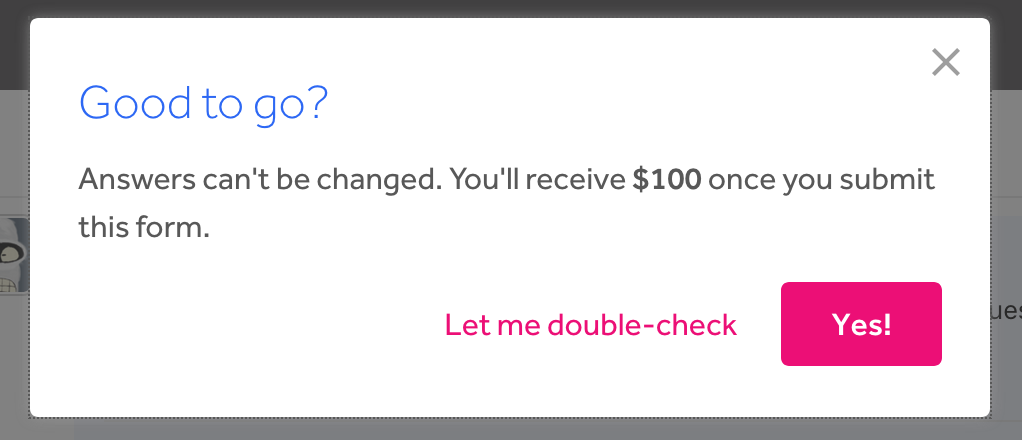 Good to go?
Answers can't be changed. You'll receive $100 once you submit
this form.
Let me double-check
Yes!